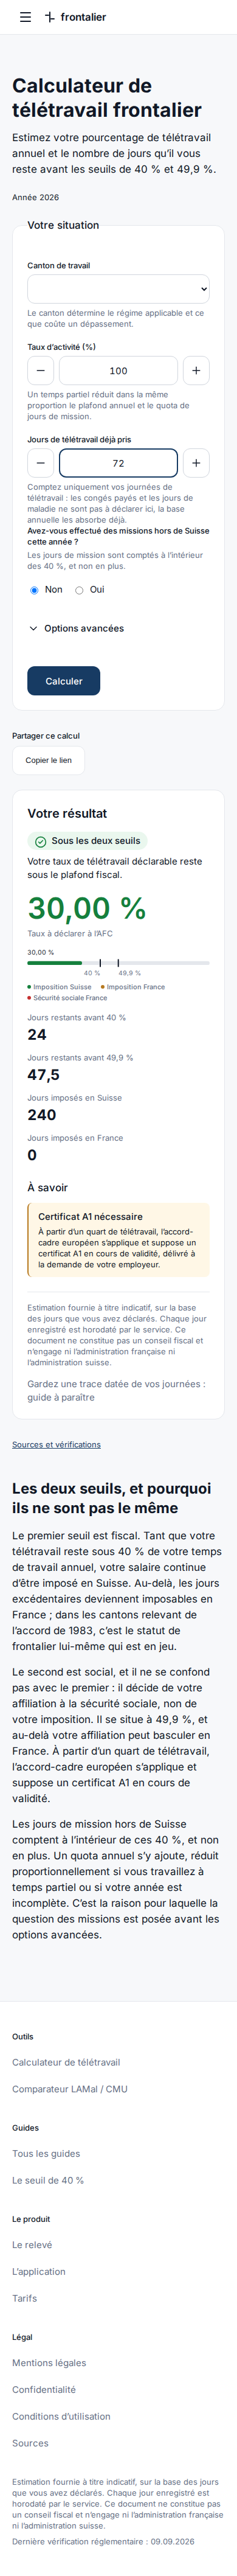 frontalier
Calculateur de
télétravail frontalier
Estimez votre pourcentage de télétravail
annuel et le nombre de jours qu’il vous
reste avant les seuils de 40 % et 49,9 %.
Année 2026
Votre situation
Canton de travail
Le canton détermine le régime applicable et ce
que coûte un dépassement.
Taux d’activité (%)
100
Un temps partiel réduit dans la même
proportion le plafond annuel et le quota de
jours de mission.
Jours de télétravail déjà pris
72
Comptez uniquement vos journées de
télétravail : les congés payés et les jours de
maladie ne sont pas à déclarer ici, la base
annuelle les absorbe déjà.
Avez-vous effectué des missions hors de Suisse
cette année ?
Les jours de mission sont comptés à l’intérieur
des 40 %, et non en plus.
Non Oui
Options avancées
Calculer
Partager ce calcul
Copier le lien
Votre résultat
Sous les deux seuils
Votre taux de télétravail déclarable reste
sous le plafond fiscal.
30,00 %
Taux à déclarer à l’AFC
30,00 %
40 % 49,9 %
Imposition Suisse Imposition France
Sécurité sociale France
Jours restants avant 40 %
24
Jours restants avant 49,9 %
47,5
Jours imposés en Suisse
240
Jours imposés en France
0
À savoir
Certificat A1 nécessaire
À partir d’un quart de télétravail, l’accord-
cadre européen s’applique et suppose un
certificat A1 en cours de validité, délivré à
la demande de votre employeur.
Estimation fournie à titre indicatif, sur la base
des jours que vous avez déclarés. Chaque jour
enregistré est horodaté par le service. Ce
document ne constitue pas un conseil fiscal et
n’engage ni l’administration française ni
l’administration suisse.
Gardez une trace datée de vos journées :
guide à paraître
Sources et vérifications
Les deux seuils, et pourquoi
ils ne sont pas le même
Le premier seuil est fiscal. Tant que votre
télétravail reste sous 40 % de votre temps
de travail annuel, votre salaire continue
d’être imposé en Suisse. Au-delà, les jours
excédentaires deviennent imposables en
France ; dans les cantons relevant de
l’accord de 1983, c’est le statut de
frontalier lui-même qui est en jeu.
Le second est social, et il ne se confond
pas avec le premier : il décide de votre
affiliation à la sécurité sociale, non de
votre imposition. Il se situe à 49,9 %, et
au-delà votre affiliation peut basculer en
France. À partir d’un quart de télétravail,
l’accord-cadre européen s’applique et
suppose un certificat A1 en cours de
validité.
Les jours de mission hors de Suisse
comptent à l’intérieur de ces 40 %, et non
en plus. Un quota annuel s’y ajoute, réduit
proportionnellement si vous travaillez à
temps partiel ou si votre année est
incomplète. C’est la raison pour laquelle la
question des missions est posée avant les
options avancées.
Outils
Calculateur de télétravail
Comparateur LAMal / CMU
Guides
Tous les guides
Le seuil de 40 %
Le produit
Le relevé
L’application
Tarifs
Légal
Mentions légales
Confidentialité
Conditions d’utilisation
Sources
Estimation fournie à titre indicatif, sur la base des jours
que vous avez déclarés. Chaque jour enregistré est
horodaté par le service. Ce document ne constitue pas
un conseil fiscal et n’engage ni l’administration française
ni l’administration suisse.
Dernière vérification réglementaire : 09.09.2026